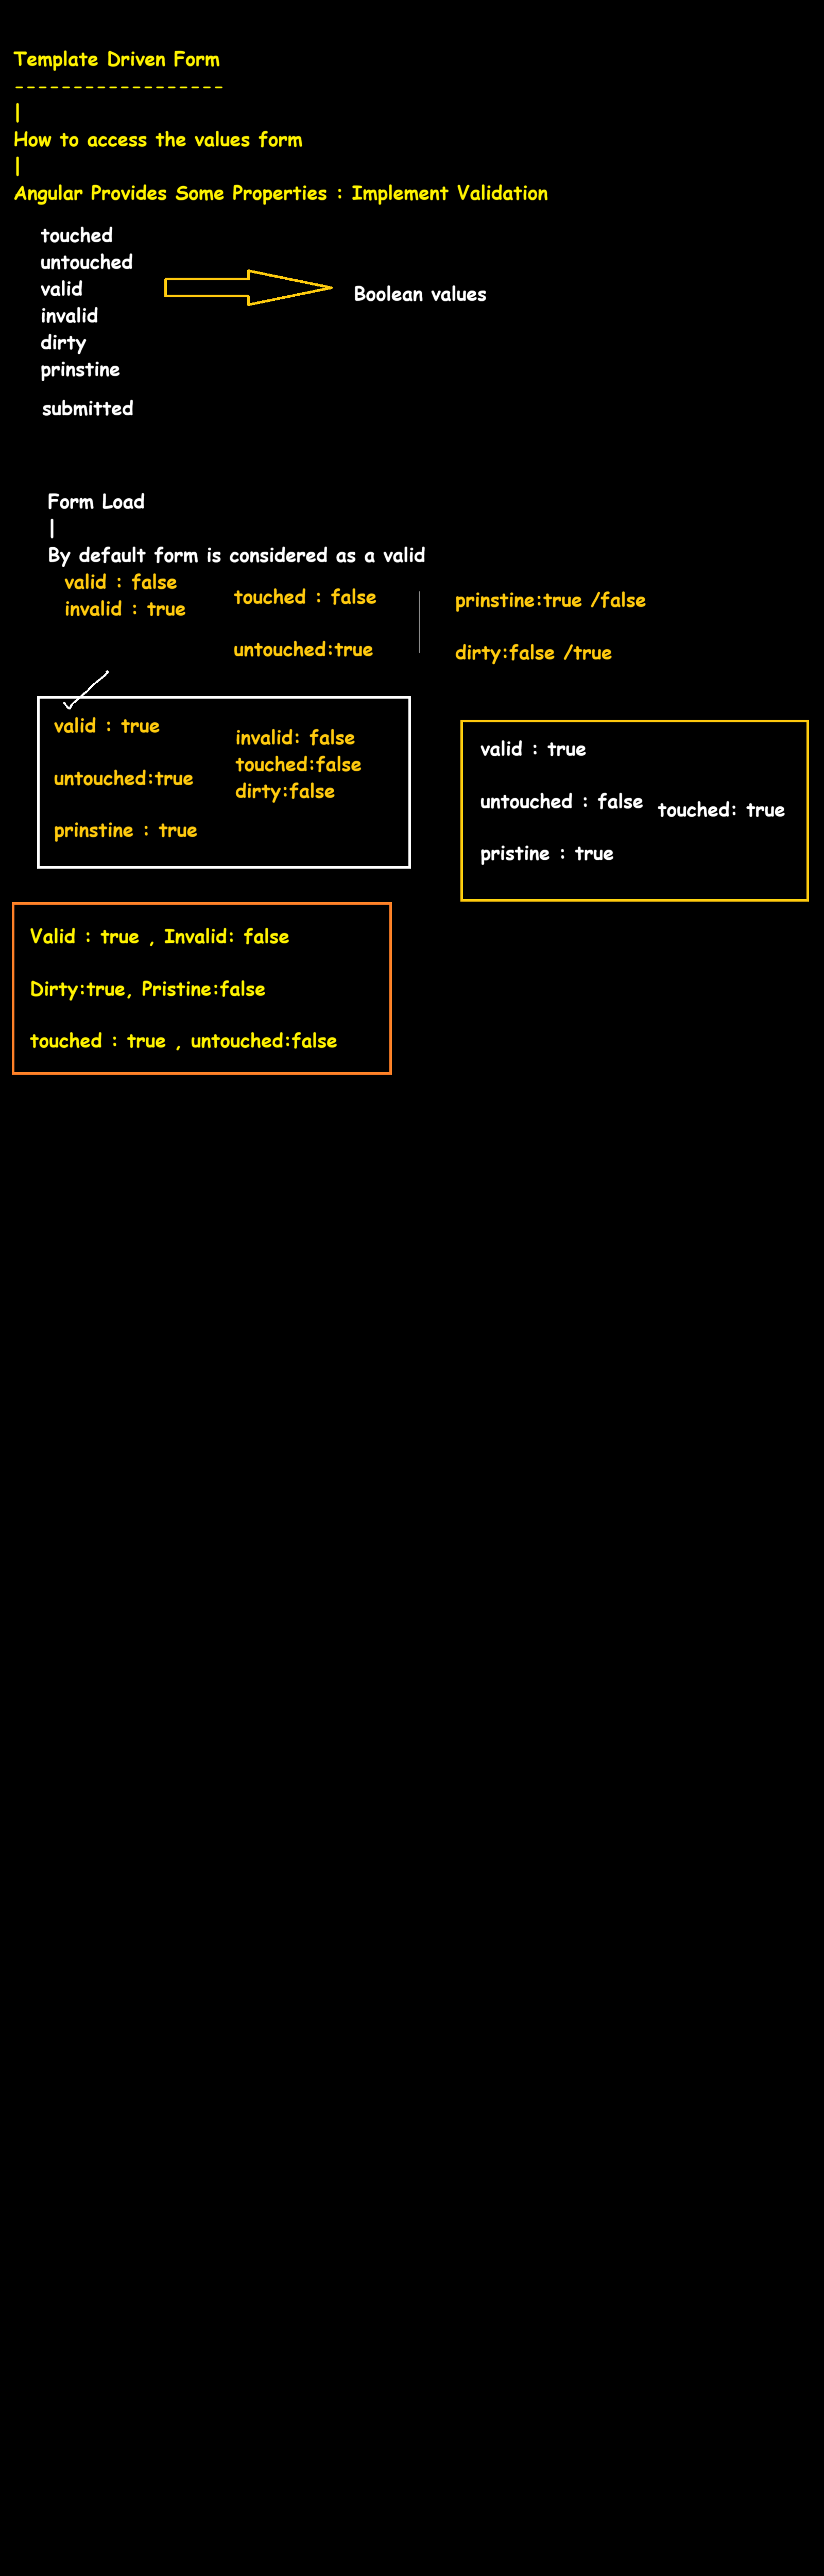 Template Driven Form
------------------
|
How to access the values form
|
Angular Provides Some Properties : Implement Validation
touched
untouched
valid
invalid
dirty
prinstine
submitted
Boolean values
Form Load
|
By default form is considered as a valid
valid : false
invalid : true
touched : false
untouched:true
prinstine:true /false
dirty:false /true
valid : true
untouched:true
prinstine : true
invalid: false
touched:false
dirty:false
valid : true
untouched : false
touched: true
pristine : true
Valid : true , Invalid: false
Dirty:true, Pristine:false
touched : true , untouched:false